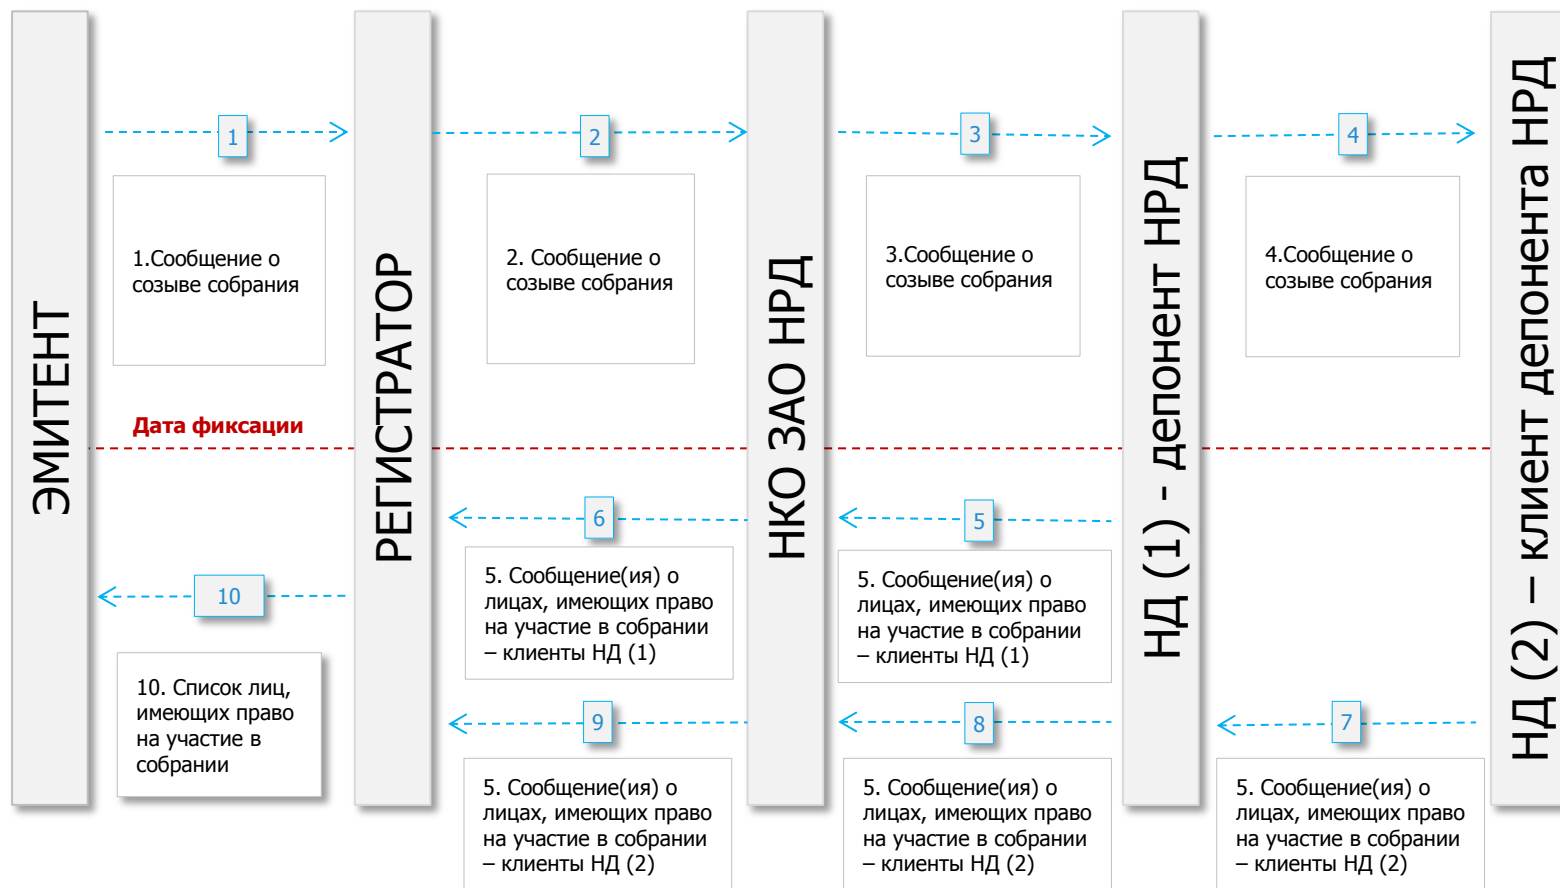 ЭМИТЕНТ
РЕГИСТРАТОР
НКО ЗАО НРД
НД (1) - депонент НРД
НД (2) – клиент депонента НРД
1
2
3
4
1.Сообщение о
созыве собрания
2. Сообщение о
созыве собрания
3.Сообщение о
созыве собрания
4.Сообщение о
созыве собрания
Дата фиксации
6
5
5. Сообщение(ия) о
лицах, имеющих право
на участие в собрании
– клиенты НД (1)
5. Сообщение(ия) о
лицах, имеющих право
на участие в собрании
– клиенты НД (1)
10
10. Список лиц,
имеющих право
на участие в
собрании
9
8
7
5. Сообщение(ия) о
лицах, имеющих право
на участие в собрании
– клиенты НД (2)
5. Сообщение(ия) о
лицах, имеющих право
на участие в собрании
– клиенты НД (2)
5. Сообщение(ия) о
лицах, имеющих право
на участие в собрании
– клиенты НД (2)